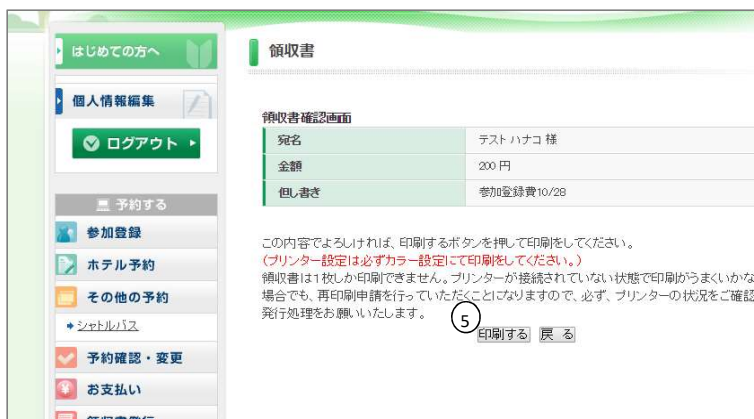 はじめての方へ
個人情報編集
ログアウト
予約する
参加登録
ホテル予約
その他の予約
シャトルバス
予約確認・変更
お支払い
領収書発行
領収書
領収書確認画面
宛名 テスト ハナコ 様
金額 200 円
但し書き 参加登録費10/28
この内容でよろしければ、印刷するボタンを押して印刷をしてください。
(プリンター設定は必ずカラー設定にて印刷をしてください。)
領収書は1枚しか印刷できません。プリンターが接続されていない状態で印刷がうまくいかな
場合でも、再印刷申請を行っていただくことになりますので、必ず、プリンターの状況をご確認
発行処理をお願いいたします。
5
印刷する 戻 る